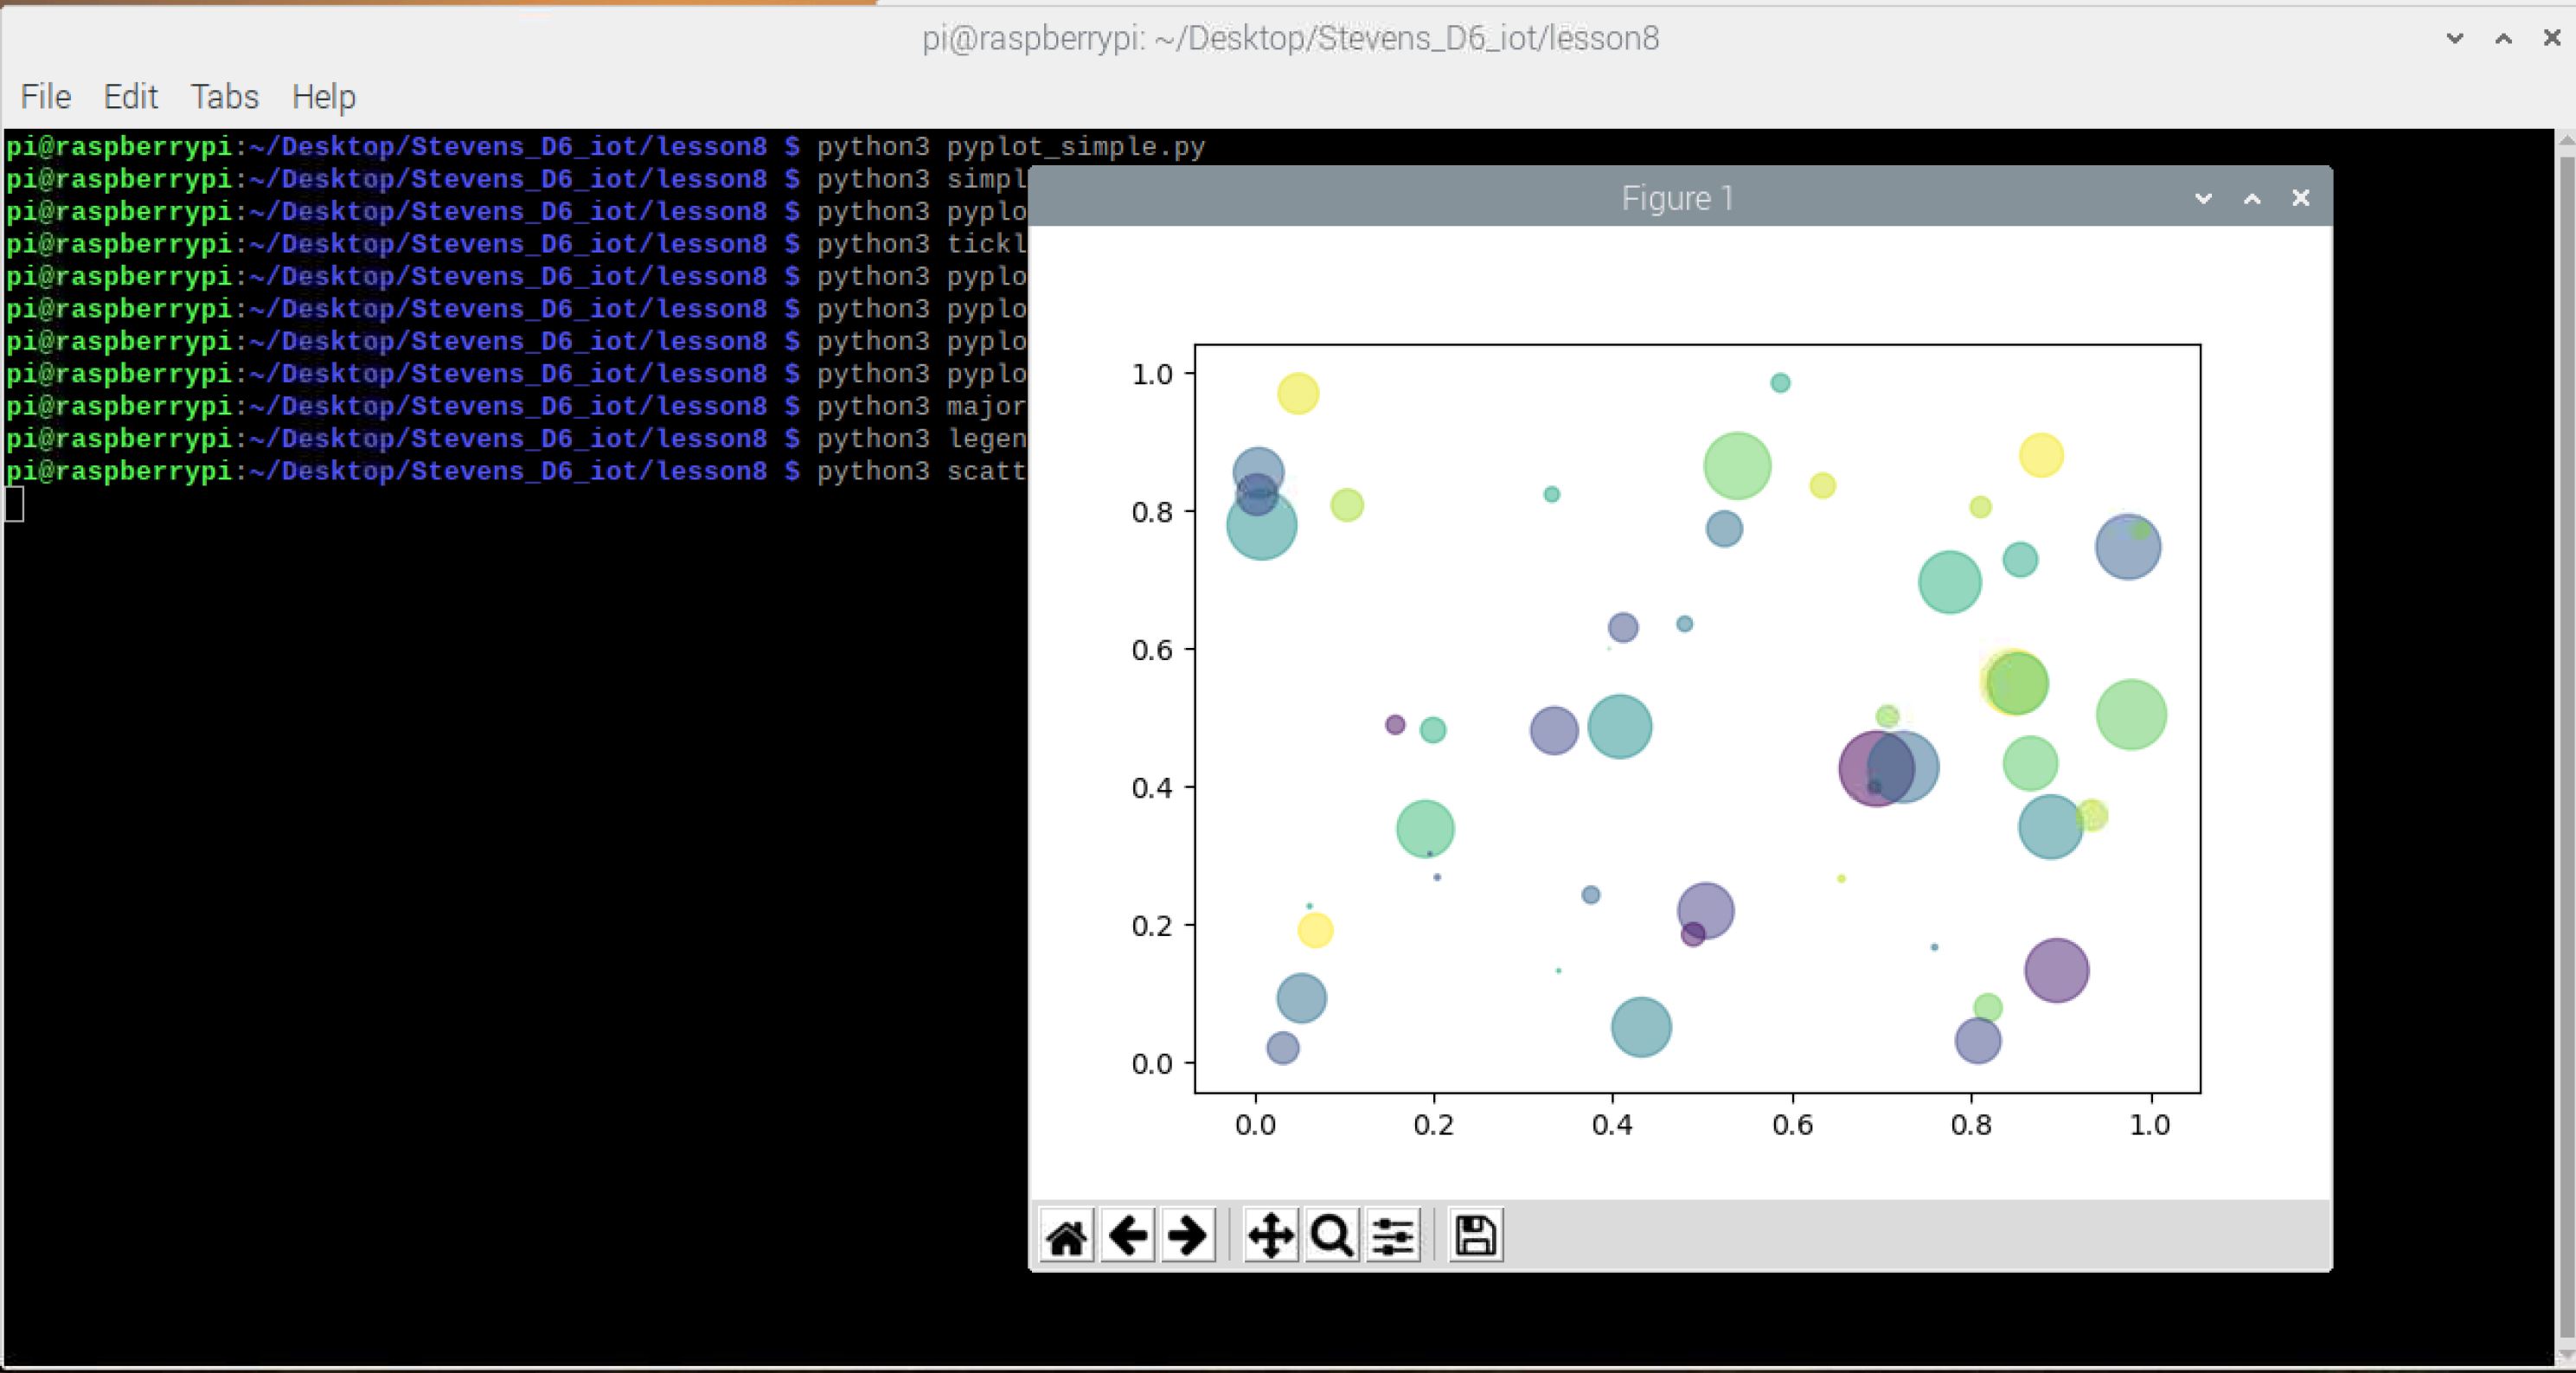 pi@raspberrypi: ~/Desktop/Stevens_D6_iot/lesson8
File Edit Tabs Help
pi@raspberrypi:~/Desktop/Stevens_D6_iot/lesson8 $ python3 pyplot_simple.py
pi@raspberrypi:~/Desktop/Stevens_D6_iot/lesson8 $ python3 simpl
pi@raspberrypi:~/Desktop/Stevens_D6_iot/lesson8 $ python3 pyplo
pi@raspberrypi:~/Desktop/Stevens_D6_iot/lesson8 $ python3 tickl
pi@raspberrypi:~/Desktop/Stevens_D6_iot/lesson8 $ python3 pyplo
pi@raspberrypi:~/Desktop/Stevens_D6_iot/lesson8 $ python3 pyplo
pi@raspberrypi:~/Desktop/Stevens_D6_iot/lesson8 $ python3 pyplo
pi@raspberrypi:~/Desktop/Stevens_D6_iot/lesson8 $ python3 pyplo
pi@raspberrypi:~/Desktop/Stevens_D6_iot/lesson8 $ python3 major
pi@raspberrypi:~/Desktop/Stevens_D6_iot/lesson8 $ python3 legen
pi@raspberrypi:~/Desktop/Stevens_D6_iot/lesson8 $ python3 scatt
Figure 1
1.0
0.8
0.6
0.4
0.2
0.0
0.0 0.2 0.4 0.6 0.8 1.0